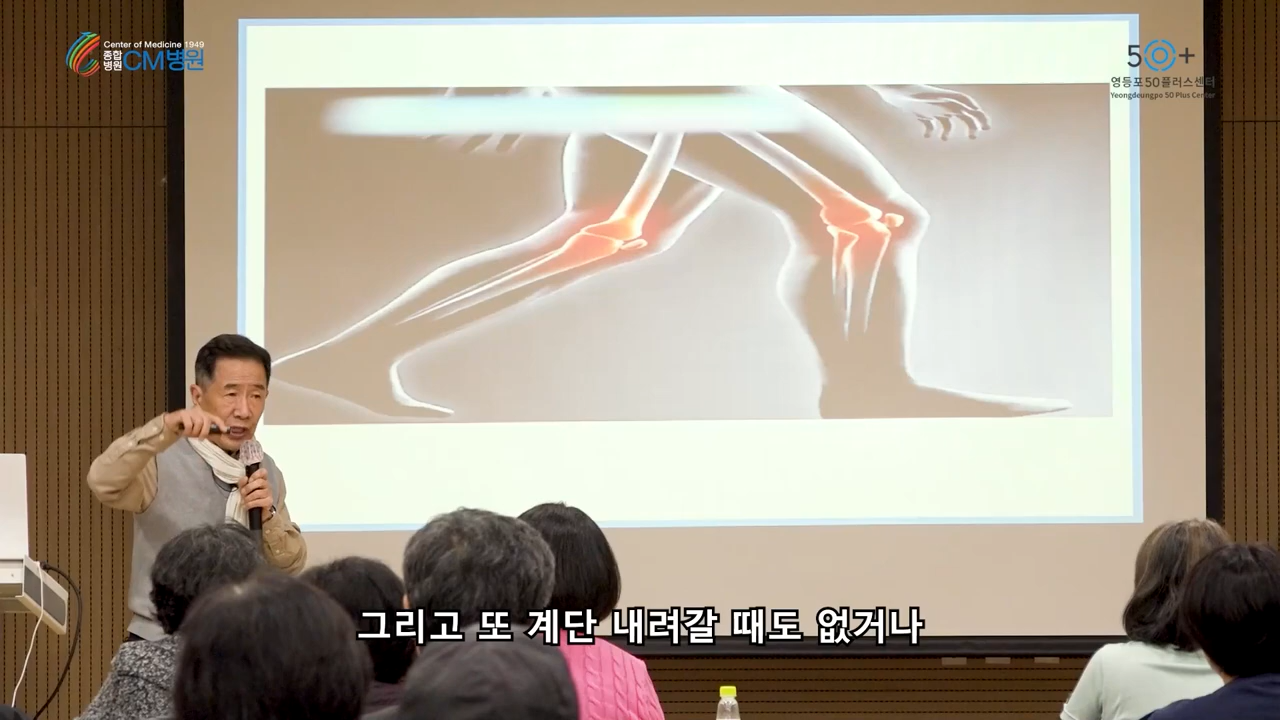 Center of Medicine 1949
종합
병원
CM병원
50+
영등포50플러스센터
Yeongdeungpo 50 Plus Center
그리고 또 계단 내려갈 때도 없거나